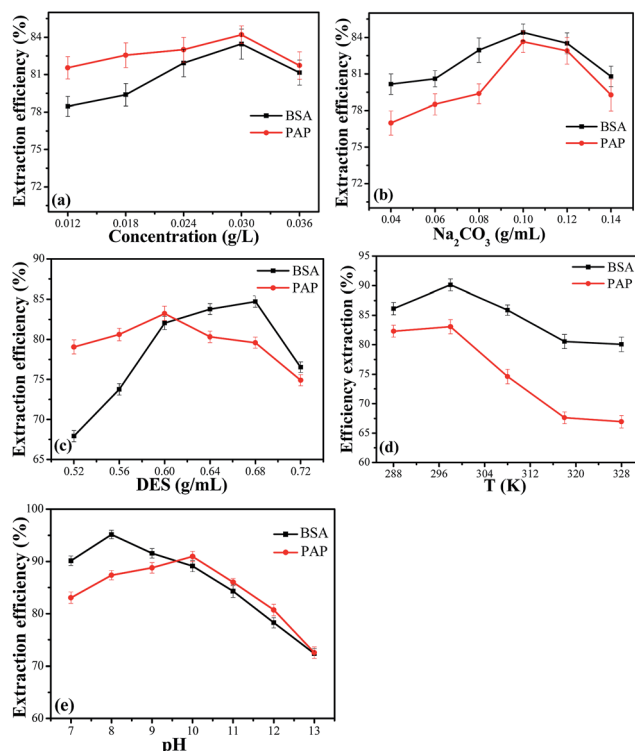 Extraction efficiency (%)
84
81
78
75
72
BSA
PAP
(a)
0.012 0.018 0.024 0.030 0.036
Concentration (g/L)
Extraction efficiency (%)
84
81
78
75
72
BSA
PAP
(b)
0.04 0.06 0.08 0.10 0.12 0.14
Na₂CO₃ (g/mL)
Extraction efficiency (%)
90
85
80
75
70
65
BSA
PAP
(c)
0.52 0.56 0.60 0.64 0.68 0.72
DES (g/mL)
Efficiency extraction (%)
95
90
85
80
75
70
65
60
BSA
PAP
(d)
288 296 304 312 320 328
T (K)
Extraction efficiency (%)
100
90
80
70
60
BSA
PAP
(e)
7 8 9 10 11 12 13
pH